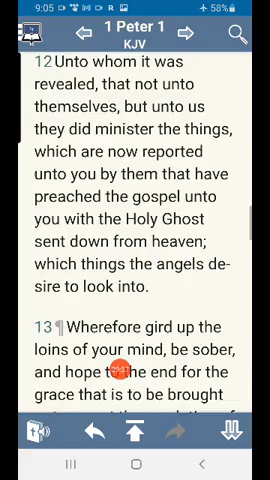 9:05 M R 58%
1 Peter 1
KJV
12 Unto whom it was
revealed, that not unto
themselves, but unto us
they did minister the things,
which are now reported
unto you by them that have
preached the gospel unto
you with the Holy Ghost
sent down from heaven;
which things the angels de-
sire to look into.
13 ¶ Wherefore gird up the
loins of your mind, be sober,
and hope to the end for the
grace that is to be brought